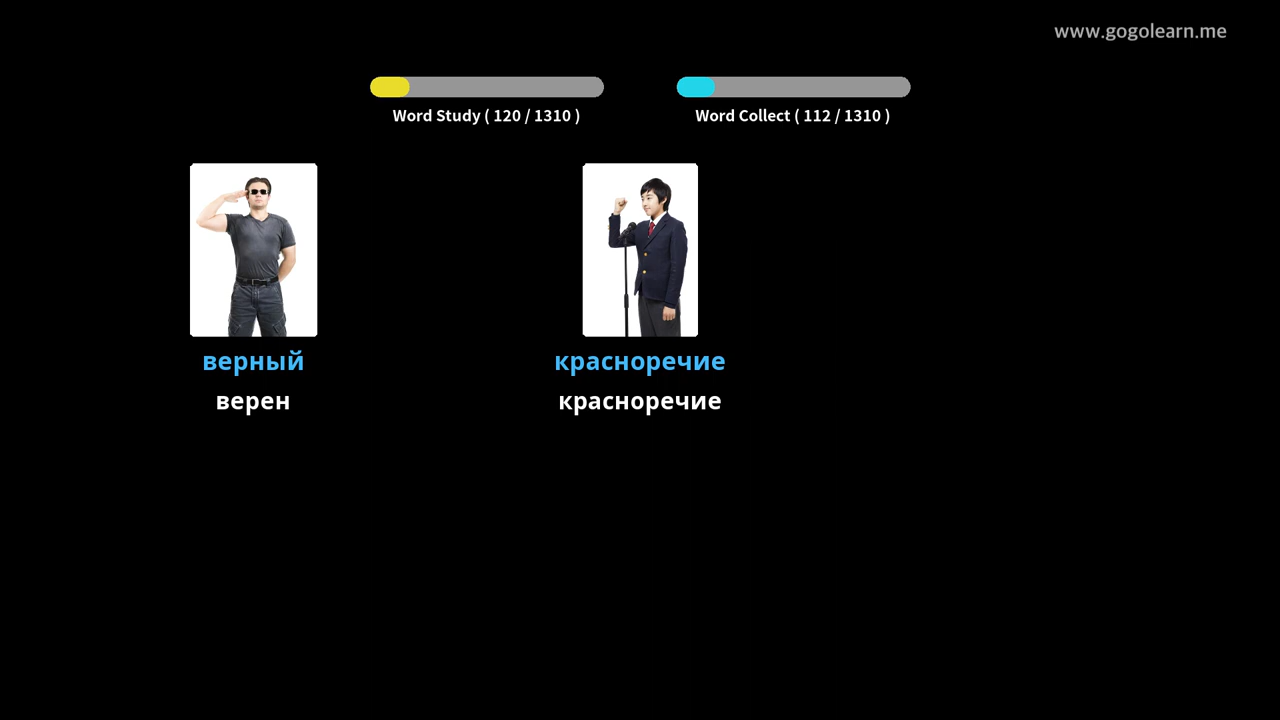 www.gogolearn.me
Word Study ( 120 / 1310 )
Word Collect ( 112 / 1310 )
верный
верен
красноречие
красноречие